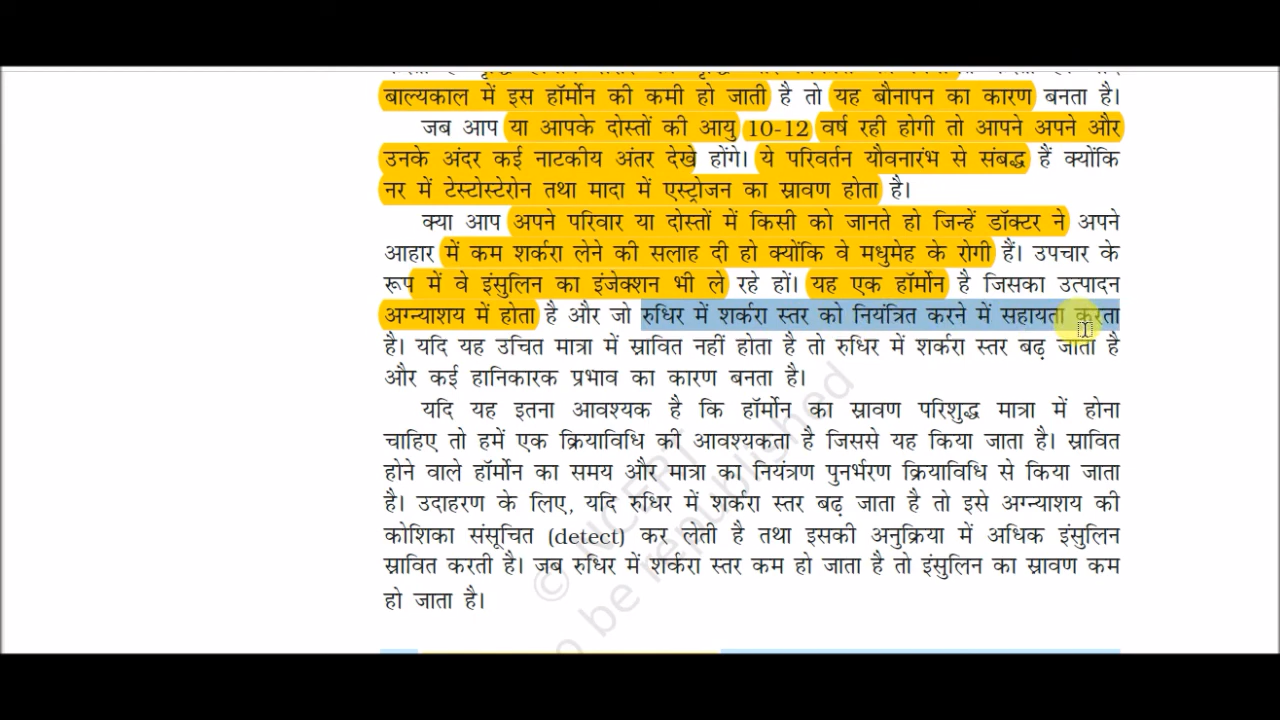 बाल्यकाल में इस हॉर्मोन की कमी हो जाती है तो यह बौनापन का कारण बनता है।
जब आप या आपके दोस्तों की आयु 10-12 वर्ष रही होगी तो आपने अपने और
उनके अंदर कई नाटकीय अंतर देखे होंगे। ये परिवर्तन यौवनारंभ से संबद्ध हैं क्योंकि
नर में टेस्टोस्टेरोन तथा मादा में एस्ट्रोजन का स्रावण होता है।
क्या आप अपने परिवार या दोस्तों में किसी को जानते हो जिन्हें डॉक्टर ने अपने
आहार में कम शर्करा लेने की सलाह दी हो क्योंकि वे मधुमेह के रोगी हैं। उपचार के
रूप में वे इंसुलिन का इंजेक्शन भी ले रहे हों। यह एक हॉर्मोन है जिसका उत्पादन
अग्न्याशय में होता है और जो रुधिर में शर्करा स्तर को नियंत्रित करने में सहायता करता
है। यदि यह उचित मात्रा में स्रावित नहीं होता है तो रुधिर में शर्करा स्तर बढ़ जाता है
और कई हानिकारक प्रभाव का कारण बनता है।
यदि यह इतना आवश्यक है कि हॉर्मोन का स्रावण परिशुद्ध मात्रा में होना
चाहिए तो हमें एक क्रियाविधि की आवश्यकता है जिससे यह किया जाता है। स्रावित
होने वाले हॉर्मोन का समय और मात्रा का नियंत्रण पुनर्भरण क्रियाविधि से किया जाता
है। उदाहरण के लिए, यदि रुधिर में शर्करा स्तर बढ़ जाता है तो इसे अग्न्याशय की
कोशिका संसूचित (detect) कर लेती है तथा इसकी अनुक्रिया में अधिक इंसुलिन
स्रावित करती है। जब रुधिर में शर्करा स्तर कम हो जाता है तो इंसुलिन का स्रावण कम
हो जाता है।
© NCERT
o be republished